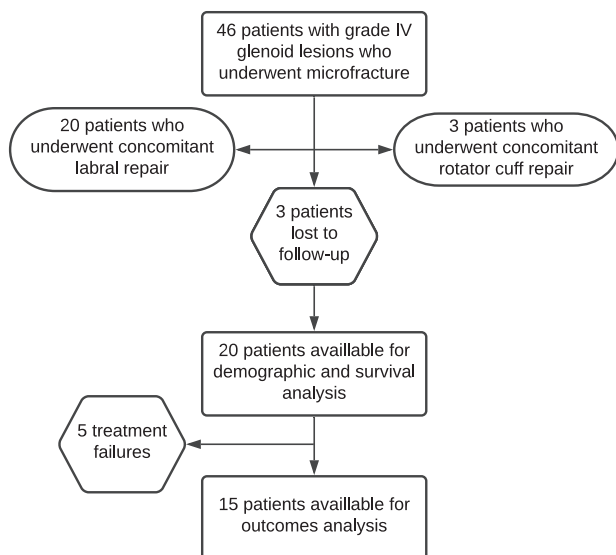 46 patients with grade IV
glenoid lesions who
underwent microfracture
20 patients who
underwent concomitant
labral repair
3 patients who
underwent concomitant
rotator cuff repair
3 patients
lost to
follow-up
20 patients availlable for
demographic and survival
analysis
5 treatment
failures
15 patients availlable for
outcomes analysis